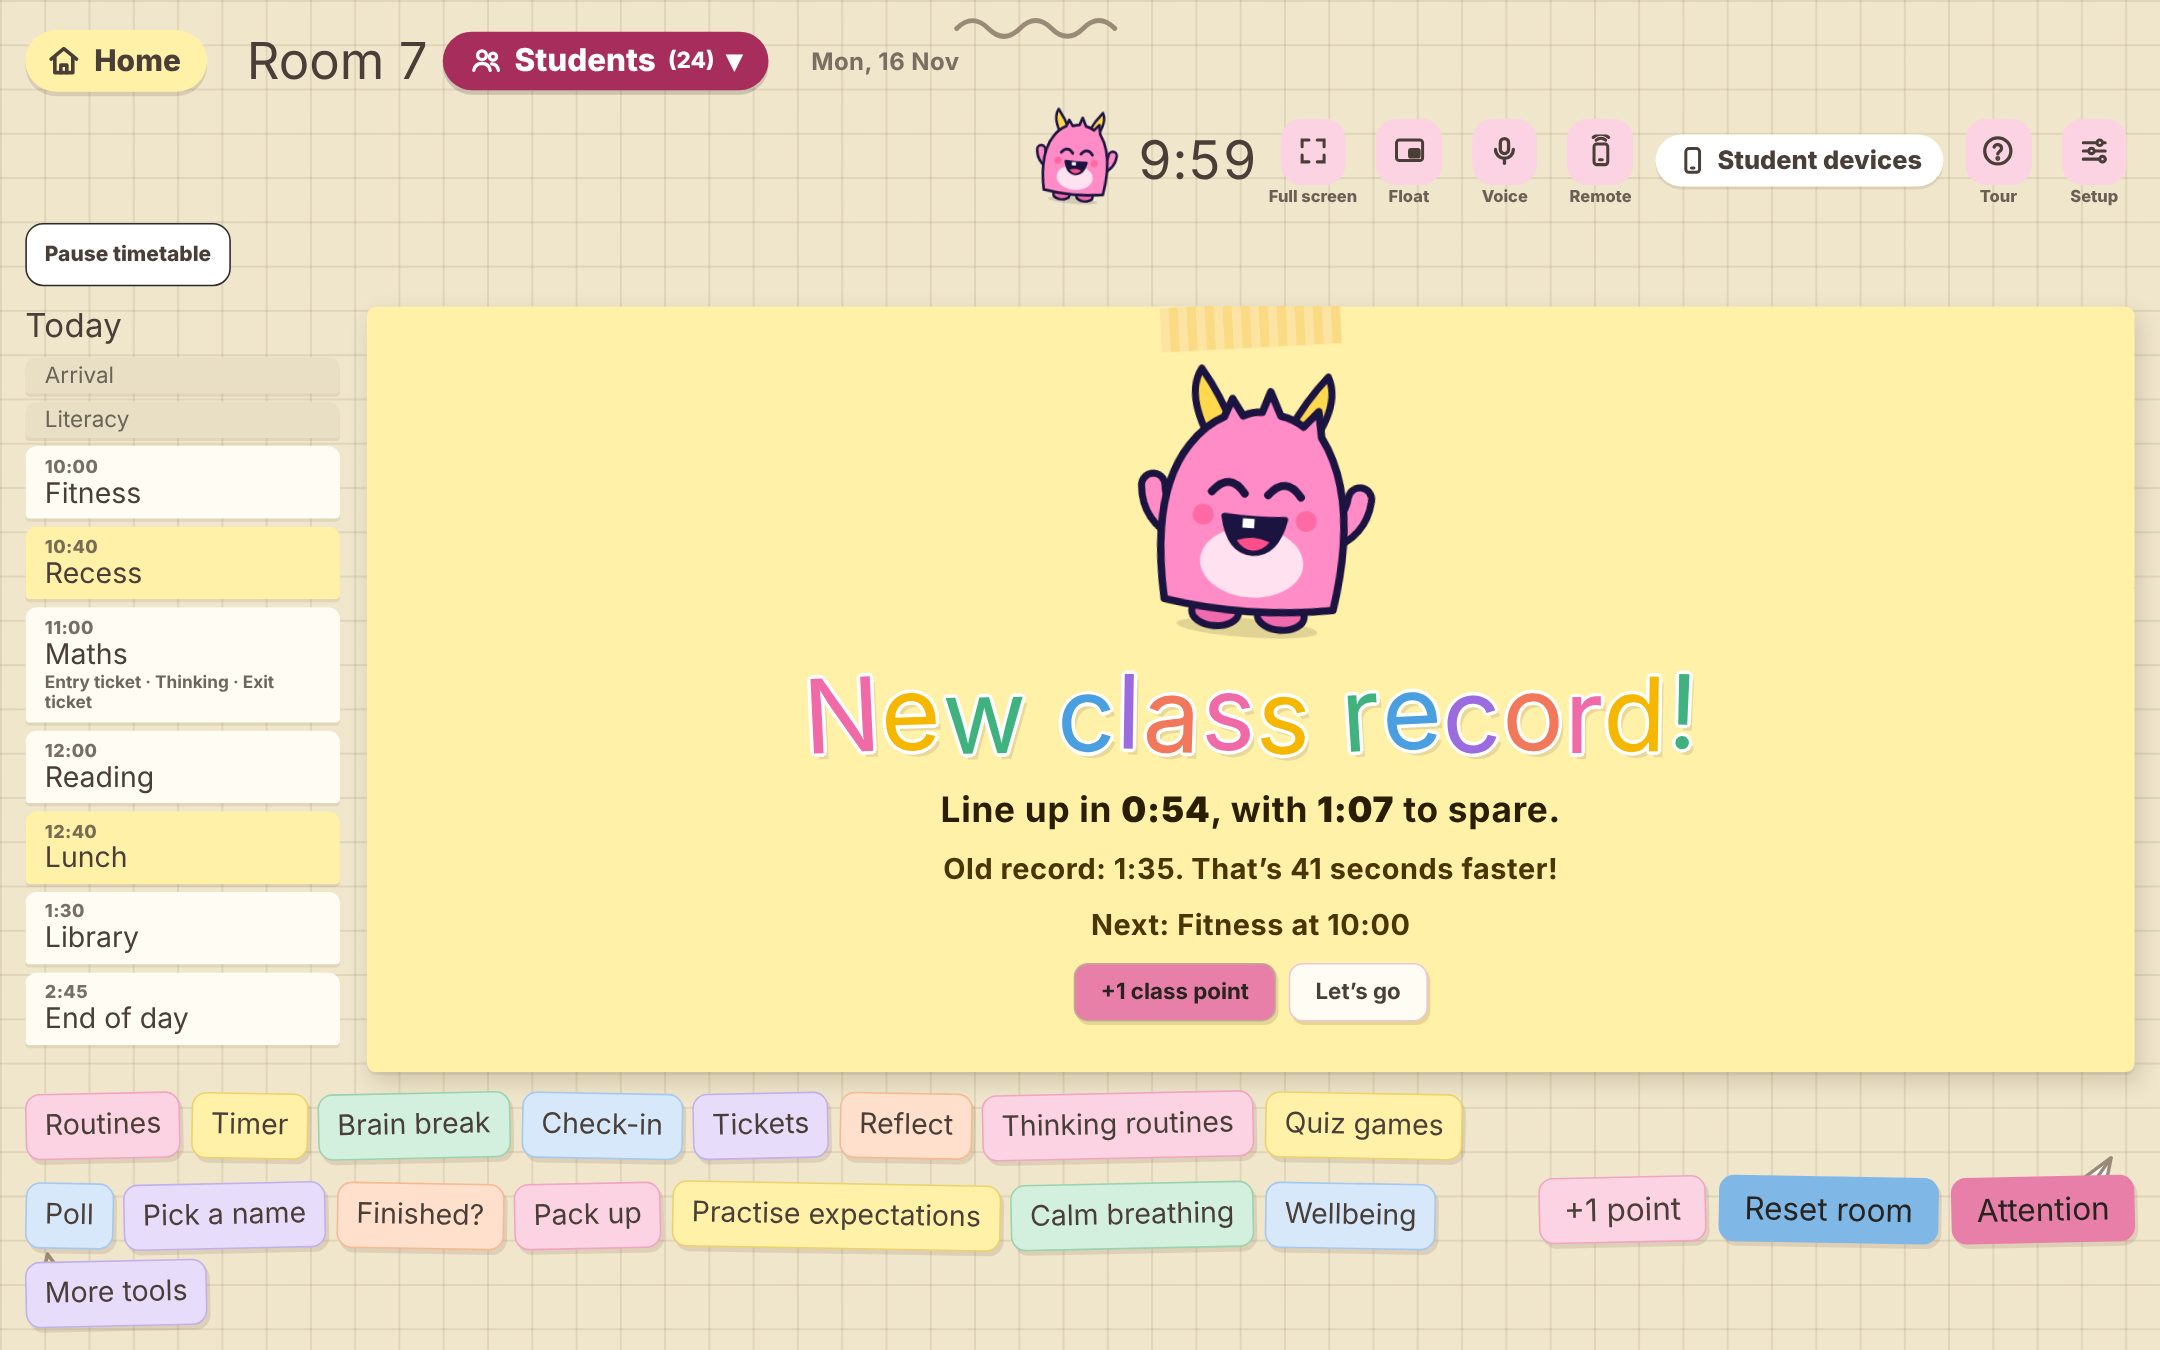 Home
Room 7
Students (24) ▼
Mon, 16 Nov
9:59
Full screen
Float
Voice
Remote
Student devices
Tour
Setup
Pause timetable
Today
Arrival
Literacy
10:00
Fitness
10:40
Recess
11:00
Maths
Entry ticket · Thinking · Exit
ticket
12:00
Reading
12:40
Lunch
1:30
Library
2:45
End of day
New class record!
Line up in 0:54, with 1:07 to spare.
Old record: 1:35. That’s 41 seconds faster!
Next: Fitness at 10:00
+1 class point
Let’s go
Routines
Timer
Brain break
Check-in
Tickets
Reflect
Thinking routines
Quiz games
Poll
Pick a name
Finished?
Pack up
Practise expectations
Calm breathing
Wellbeing
+1 point
Reset room
Attention
More tools